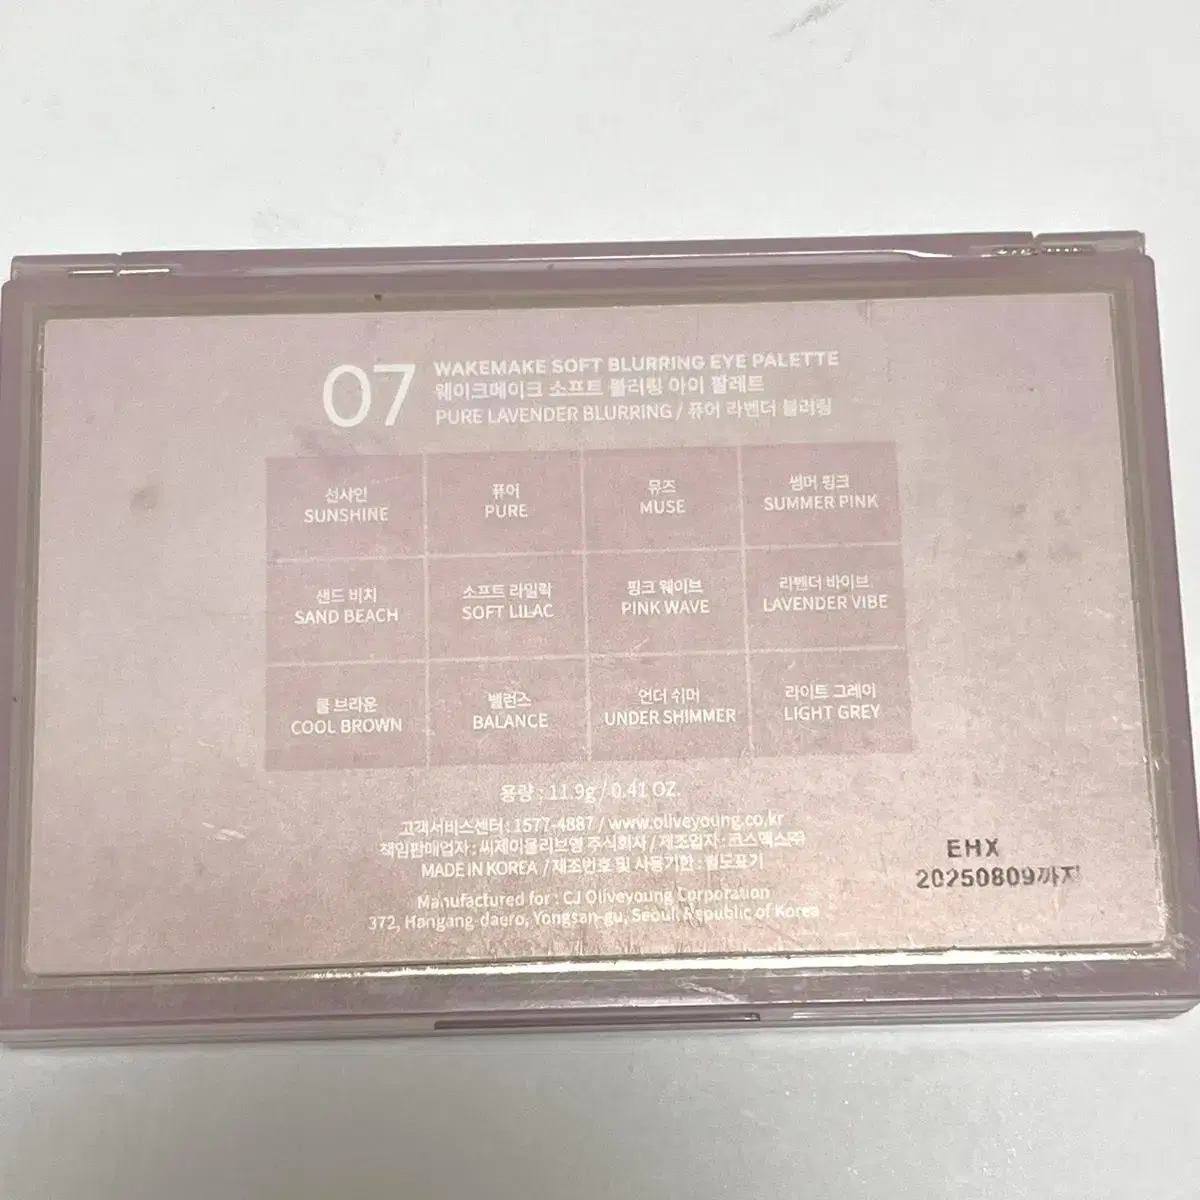 07
WAKEMAKE SOFT BLURRING EYE PALETTE
웨이크메이크 소프트 블러링 아이 팔레트
PURE LAVENDER BLURRING / 퓨어 라벤더 블러링
선샤인 퓨어 뮤즈 썸머 핑크
SUNSHINE PURE MUSE SUMMER PINK
샌드 비치 소프트 라일락 핑크 웨이브 라벤더 바이브
SAND BEACH SOFT LILAC PINK WAVE LAVENDER VIBE
쿨 브라운 밸런스 언더 쉬머 라이트 그레이
COOL BROWN BALANCE UNDER SHIMMER LIGHT GREY
용량 : 11.9g / 0.41 OZ.
고객서비스센터 : 1577-4887 / www.oliveyoung.co.kr
책임판매업자 : 씨제이올리브영 주식회사 / 제조업자 : 코스맥스㈜
MADE IN KOREA / 제조번호 및 사용기한 : 별도표기
Manufactured for : CJ Oliveyoung Corporation
372, Hangang-daero, Yongsan-gu, Seoul, Republic of Korea
EHX
20250809까지